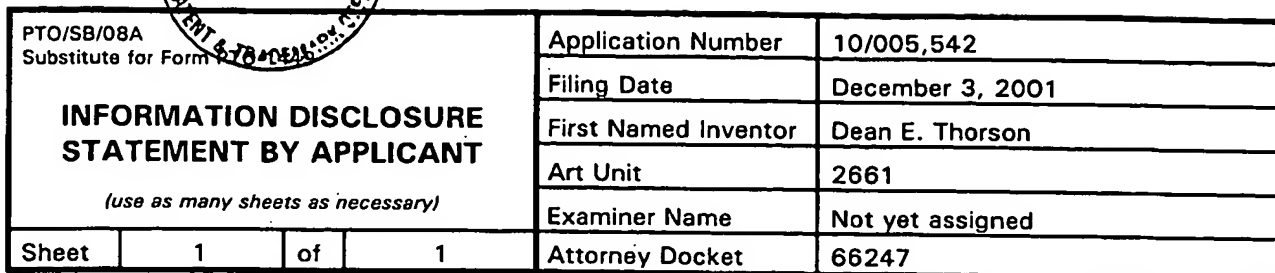 PTO/SB/08A
Substitute for Form
INFORMATION DISCLOSURE
STATEMENT BY APPLICANT
(use as many sheets as necessary)
Sheet 1 of 1
Application Number 10/005,542
Filing Date December 3, 2001
First Named Inventor Dean E. Thorson
Art Unit 2661
Examiner Name Not yet assigned
Attorney Docket 66247